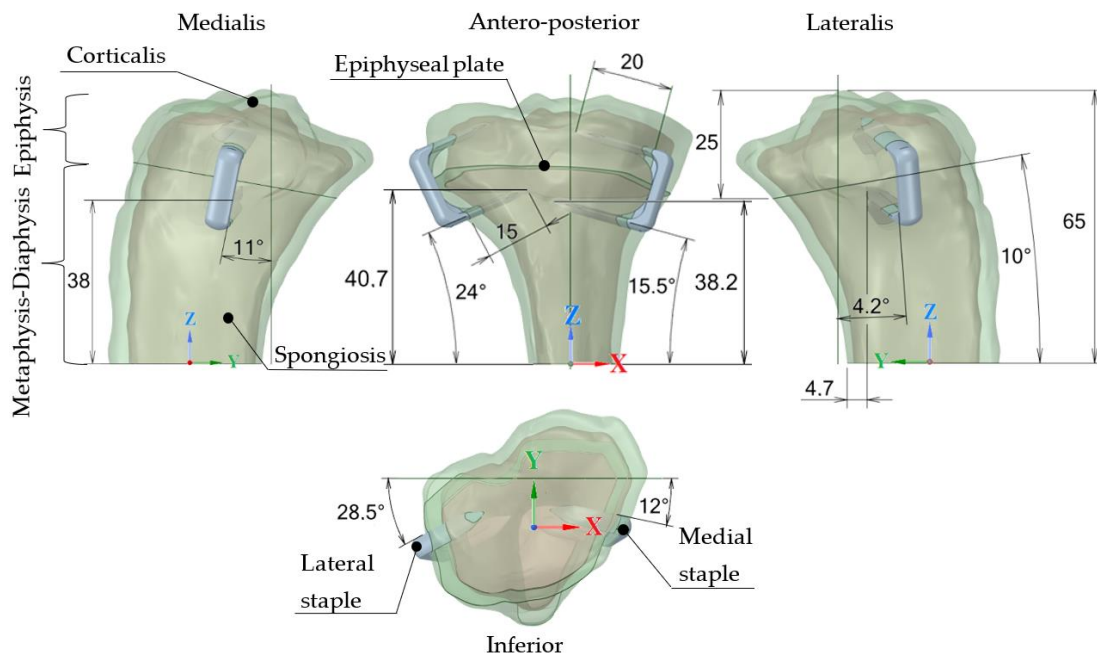 Medialis
Antero-posterior
Lateralis
Corticalis
Epiphyseal plate
20
25
Epiphysis
Metaphysis-Diaphysis
38
11°
Z
Y
Spongiosis
40.7
15
24°
15.5°
38.2
Z
X
65
10°
4.2°
Z
Y
4.7
Y
X
28.5°
12°
Lateral
staple
Medial
staple
Inferior